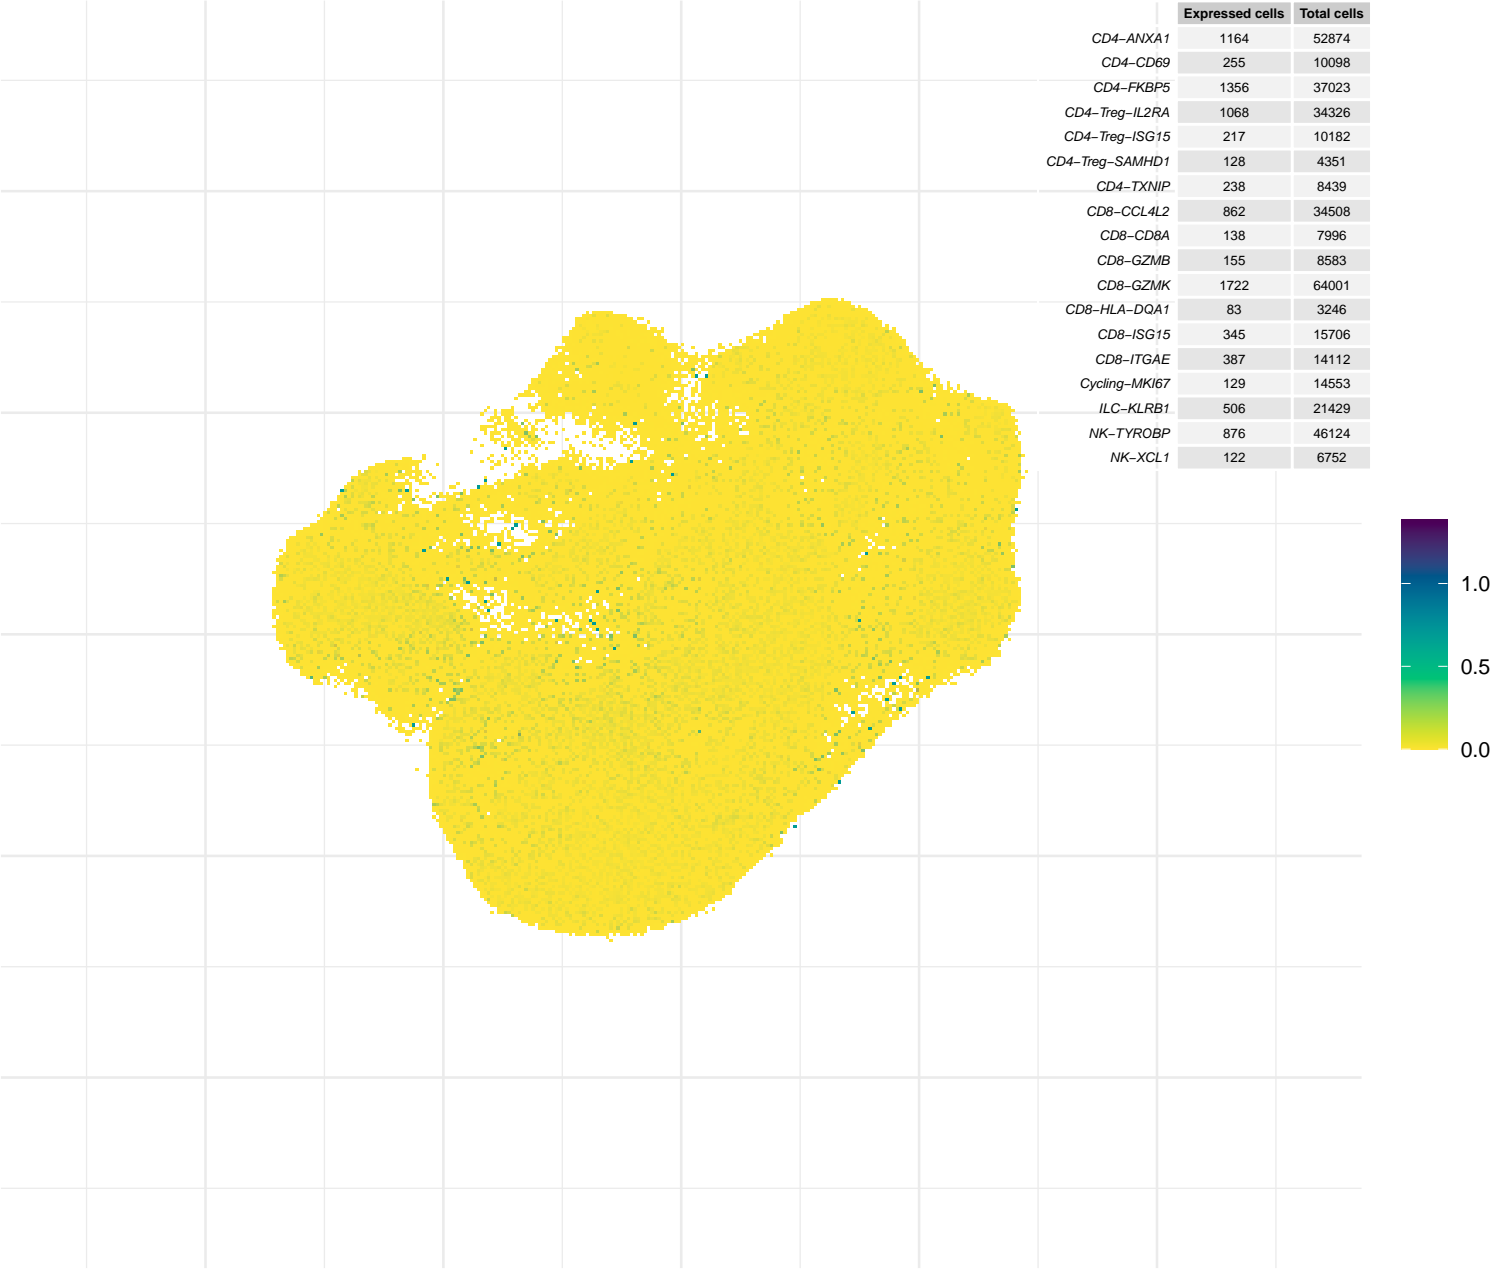 Expressed cells Total cells
CD4−ANXA1 1164 52874
CD4−CD69 255 10098
CD4−FKBP5 1356 37023
CD4−Treg−IL2RA 1068 34326
CD4−Treg−ISG15 217 10182
CD4−Treg−SAMHD1 128 4351
CD4−TXNIP 238 8439
CD8−CCL4L2 862 34508
CD8−CD8A 138 7996
CD8−GZMB 155 8583
CD8−GZMK 1722 64001
CD8−HLA−DQA1 83 3246
CD8−ISG15 345 15706
CD8−ITGAE 387 14112
Cycling−MKI67 129 14553
ILC−KLRB1 506 21429
NK−TYROBP 876 46124
NK−XCL1 122 6752
1.0
0.5
0.0